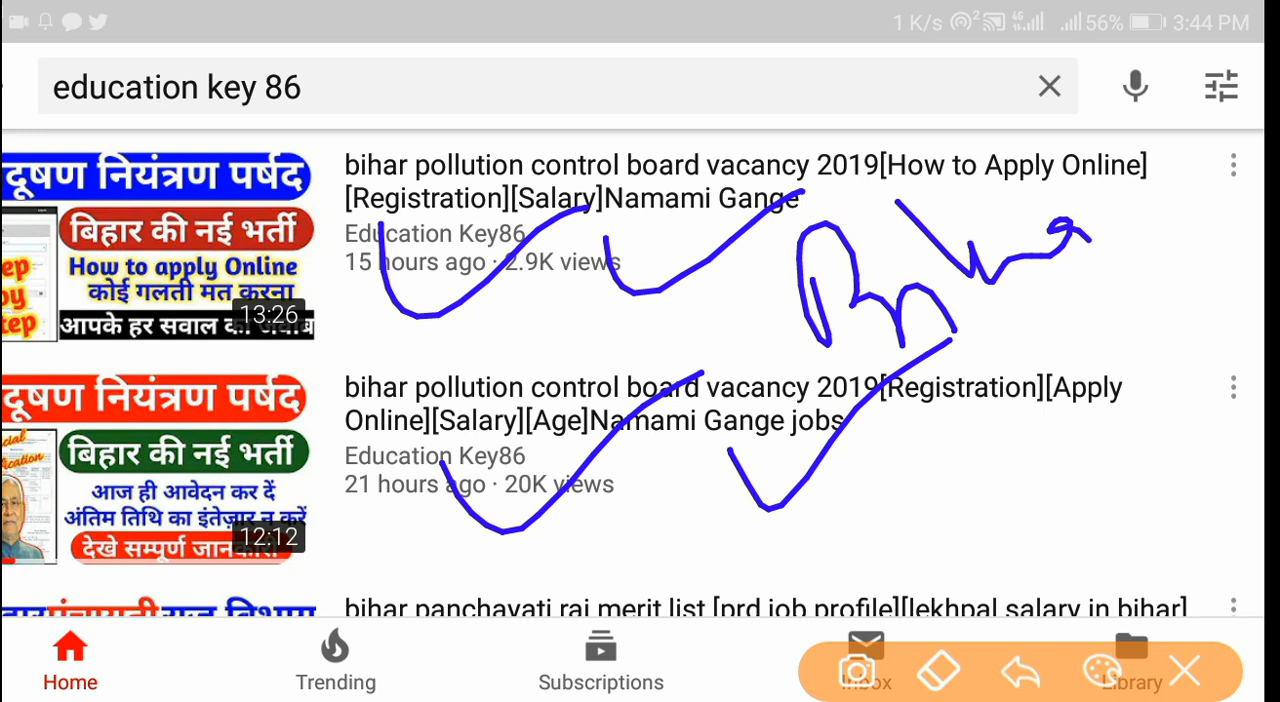 1 K/s 4G 56% 3:44 PM
education key 86
दूषण नियंत्रण पर्षद
बिहार की नई भर्ती
ep
by
tep
How to apply Online
कोई गलती मत करना
आपके हर सवाल का जवाब
13:26
bihar pollution control board vacancy 2019[How to Apply Online]
[Registration][Salary]Namami Gange
Education Key86
15 hours ago · 2.9K views
दूषण नियंत्रण पर्षद
बिहार की नई भर्ती
आज ही आवेदन कर दें
अंतिम तिथि का इंतेज़ार न करें
देखे सम्पूर्ण जानकारी
12:12
bihar pollution control board vacancy 2019[Registration][Apply
Online][Salary][Age]Namami Gange jobs
Education Key86
21 hours ago · 20K views
bihar panchayati raj merit list [prd job profile][lekhpal salary in bihar]
Home
Trending
Subscriptions
Inbox
Library